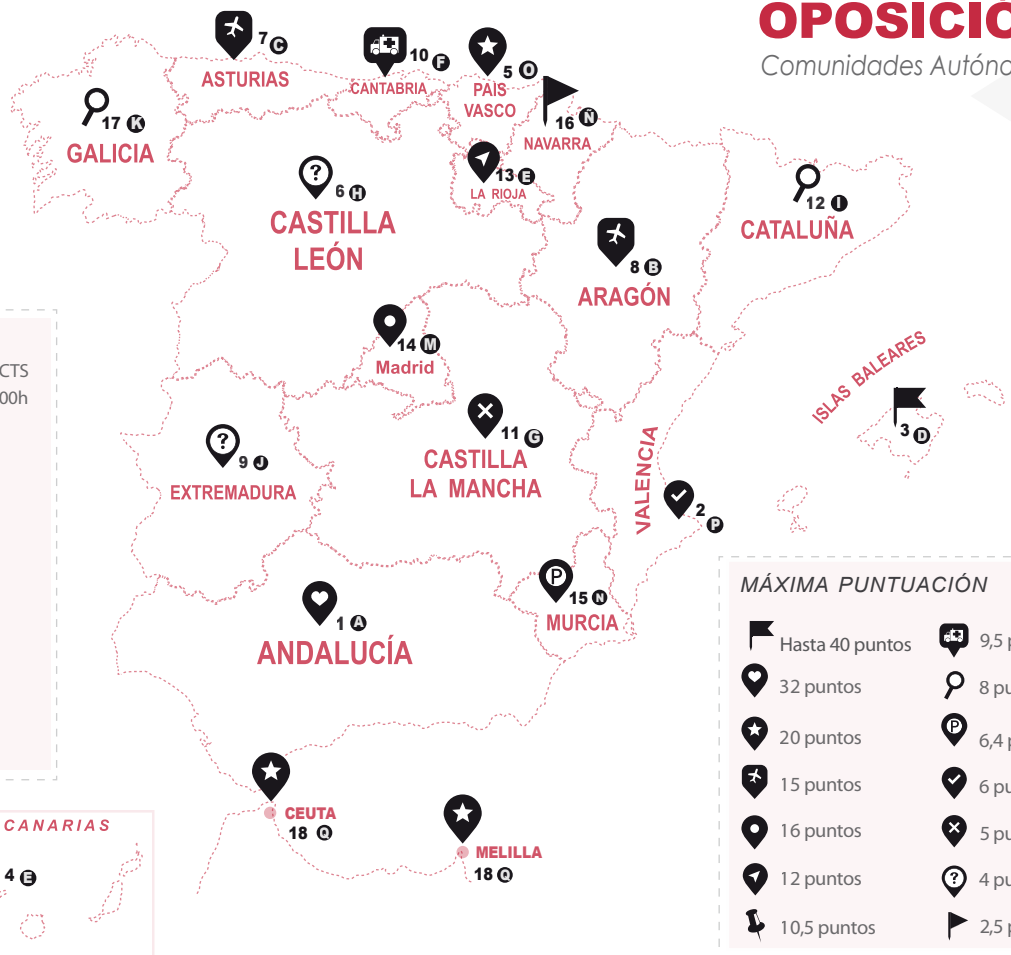 OPOSICIÓ
Comunidades Autóno
7 C
ASTURIAS
10 F
CANTABRIA
5 O
PAÍS
VASCO
16 Ñ
NAVARRA
17 K
GALICIA
13 E
LA RIOJA
6 H
CASTILLA
LEÓN
12 I
CATALUÑA
8 B
ARAGÓN
14 M
Madrid
CTS
00h
ISLAS BALEARES
3 D
11 G
CASTILLA
LA MANCHA
9 J
EXTREMADURA
VALENCIA
2 P
15 N
MURCIA
1 A
ANDALUCÍA
CEUTA
18 Q
MELILLA
18 Q
CANARIAS
4 E
MÁXIMA PUNTUACIÓN
Hasta 40 puntos
32 puntos
20 puntos
15 puntos
16 puntos
12 puntos
10,5 puntos
9,5 p
8 pu
P 6,4 p
6 pu
5 pu
? 4 pu
2,5 p